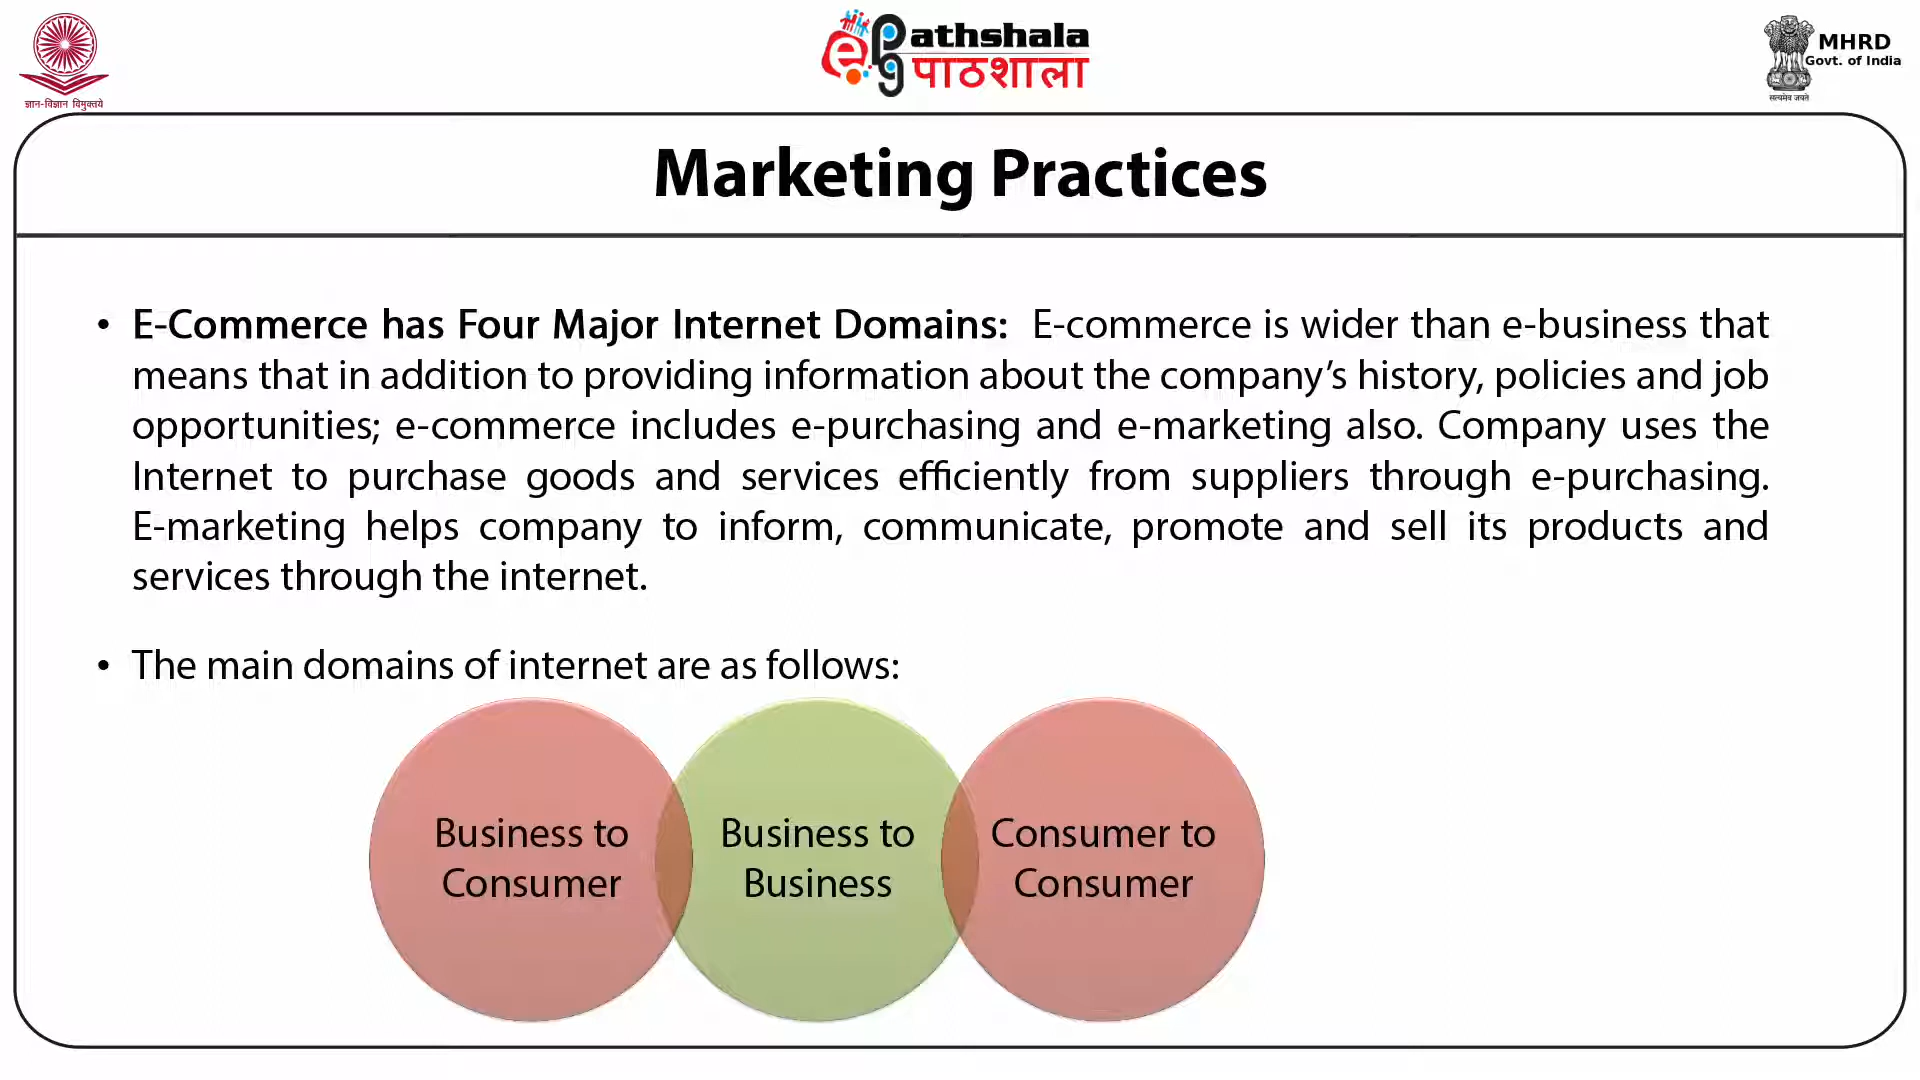 ज्ञान-विज्ञान विमुक्तये
ePathshala
पाठशाला
MHRD
Govt. of India
सत्यमेव जयते
Marketing Practices
• E-Commerce has Four Major Internet Domains: E-commerce is wider than e-business that
means that in addition to providing information about the company’s history, policies and job
opportunities; e-commerce includes e-purchasing and e-marketing also. Company uses the
Internet to purchase goods and services efficiently from suppliers through e-purchasing.
E-marketing helps company to inform, communicate, promote and sell its products and
services through the internet.
• The main domains of internet are as follows:
Business to
Consumer
Business to
Business
Consumer to
Consumer